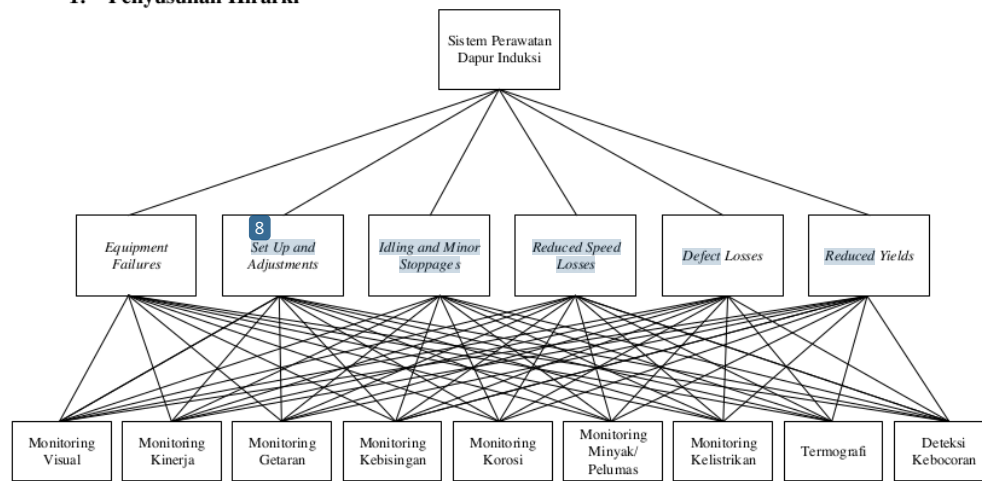 1. Penyusunan Hirarki
Sistem Perawatan
Dapur Induksi
8
Equipment
Failures
Set Up and
Adjustments
Idling and Minor
Stoppages
Reduced Speed
Losses
Defect Losses
Reduced Yields
Monitoring
Visual
Monitoring
Kinerja
Monitoring
Getaran
Monitoring
Kebisingan
Monitoring
Korosi
Monitoring
Minyak/
Pelumas
Monitoring
Kelistrikan
Termografi
Deteksi
Kebocoran